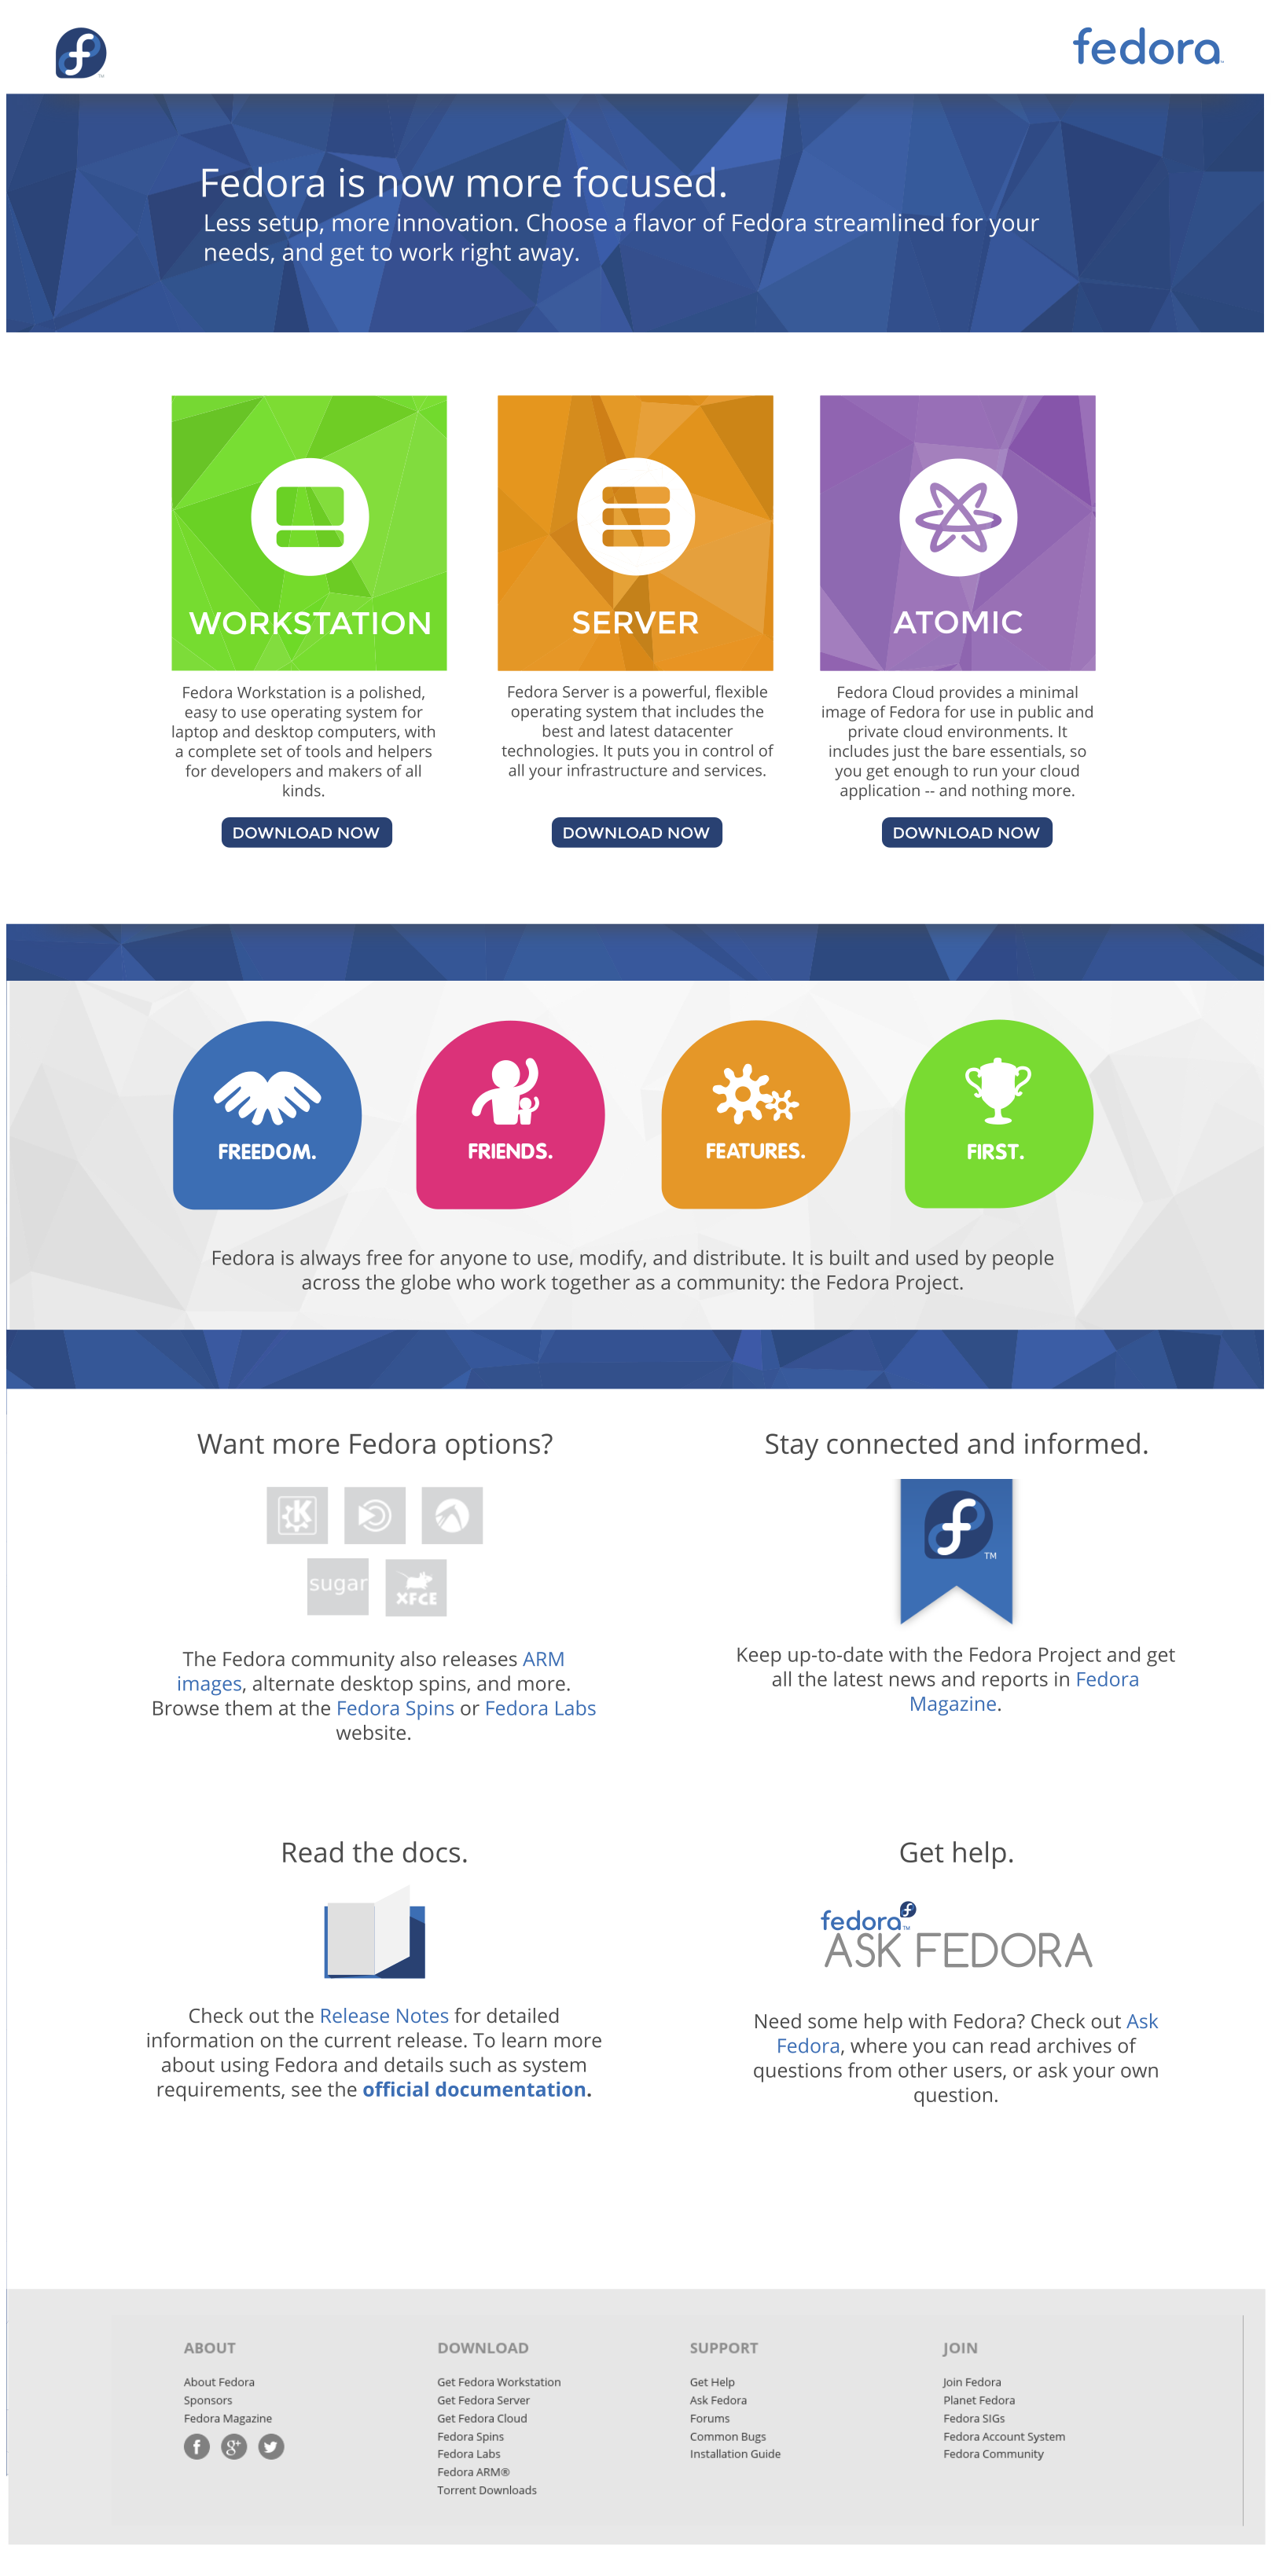 fedora
Fedora is now more focused.
Less setup, more innovation. Choose a flavor of Fedora streamlined for your
needs, and get to work right away.
WORKSTATION
Fedora Workstation is a polished,
easy to use operating system for
laptop and desktop computers, with
a complete set of tools and helpers
for developers and makers of all
kinds.
DOWNLOAD NOW
SERVER
Fedora Server is a powerful, flexible
operating system that includes the
best and latest datacenter
technologies. It puts you in control of
all your infrastructure and services.
DOWNLOAD NOW
ATOMIC
Fedora Cloud provides a minimal
image of Fedora for use in public and
private cloud environments. It
includes just the bare essentials, so
you get enough to run your cloud
application -- and nothing more.
DOWNLOAD NOW
FREEDOM.
FRIENDS.
FEATURES.
FIRST.
Fedora is always free for anyone to use, modify, and distribute. It is built and used by people
across the globe who work together as a community: the Fedora Project.
Want more Fedora options?
sugar
XFCE
The Fedora community also releases ARM
images, alternate desktop spins, and more.
Browse them at the Fedora Spins or Fedora Labs
website.
Stay connected and informed.
TM
Keep up-to-date with the Fedora Project and get
all the latest news and reports in Fedora
Magazine.
Read the docs.
Check out the Release Notes for detailed
information on the current release. To learn more
about using Fedora and details such as system
requirements, see the official documentation.
Get help.
fedora™
ASK FEDORA
Need some help with Fedora? Check out Ask
Fedora, where you can read archives of
questions from other users, or ask your own
question.
ABOUT
About Fedora
Sponsors
Fedora Magazine
DOWNLOAD
Get Fedora Workstation
Get Fedora Server
Get Fedora Cloud
Fedora Spins
Fedora Labs
Fedora ARM®
Torrent Downloads
SUPPORT
Get Help
Ask Fedora
Forums
Common Bugs
Installation Guide
JOIN
Join Fedora
Planet Fedora
Fedora SIGs
Fedora Account System
Fedora Community